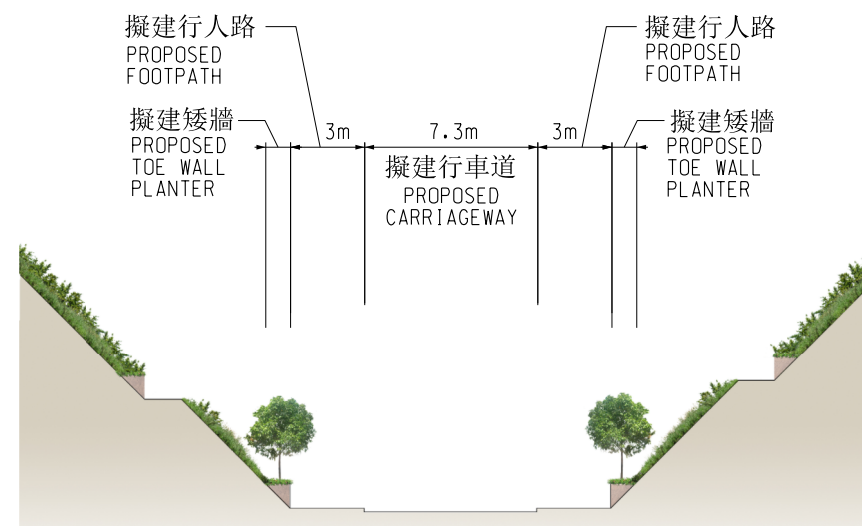 擬建行人路
PROPOSED
FOOTPATH
擬建行人路
PROPOSED
FOOTPATH
擬建矮牆
PROPOSED
TOE WALL
PLANTER
3m
7.3m
3m
擬建行車道
PROPOSED
CARRIAGEWAY
擬建矮牆
PROPOSED
TOE WALL
PLANTER